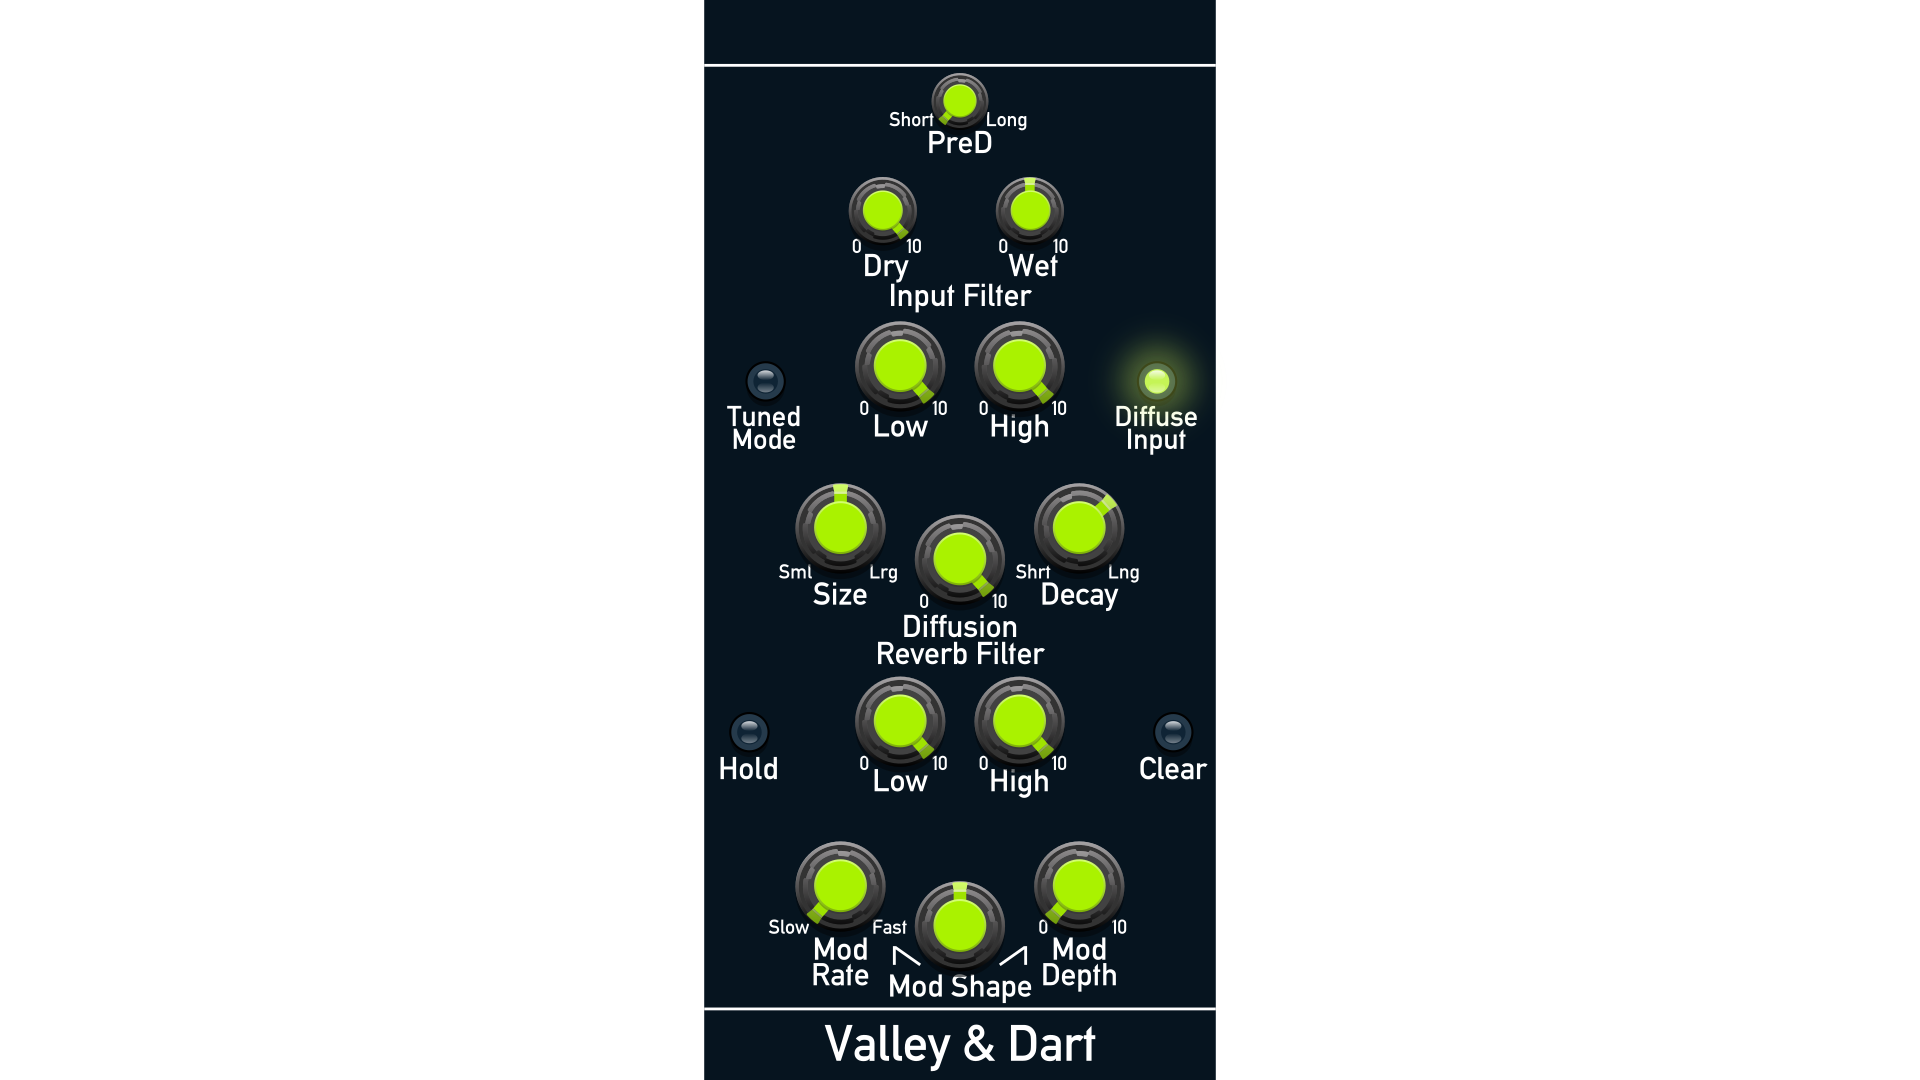 Short Long
PreD
0 10 0 10
Dry Wet
Input Filter
0 10 0 10
Low High
Tuned
Mode
Diffuse
Input
Sml Lrg
Size
0 10
Diffusion
Shrt Lng
Decay
Reverb Filter
0 10 0 10
Low High
Hold
Clear
Slow Fast
Mod
Rate
Mod Shape
0 10
Mod
Depth
Valley & Dart